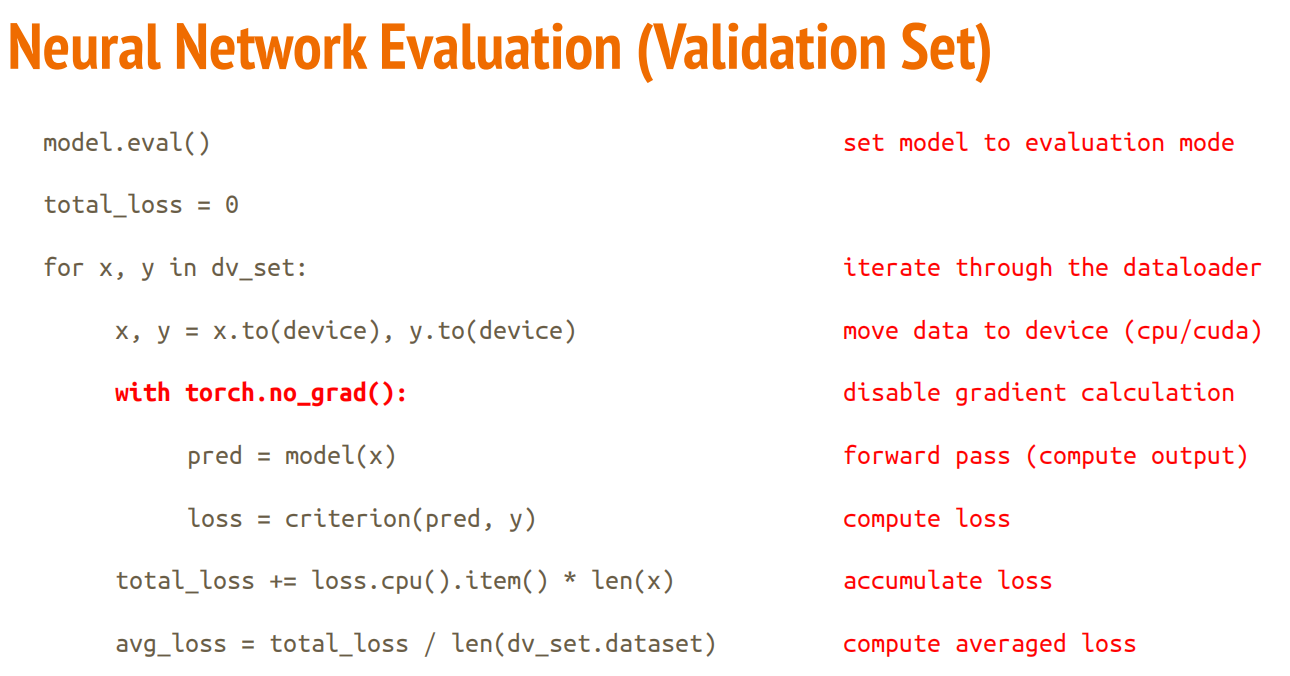 Neural Network Evaluation (Validation Set)
model.eval() set model to evaluation mode
total_loss = 0
for x, y in dv_set: iterate through the dataloader
x, y = x.to(device), y.to(device) move data to device (cpu/cuda)
with torch.no_grad(): disable gradient calculation
pred = model(x) forward pass (compute output)
loss = criterion(pred, y) compute loss
total_loss += loss.cpu().item() * len(x) accumulate loss
avg_loss = total_loss / len(dv_set.dataset) compute averaged loss